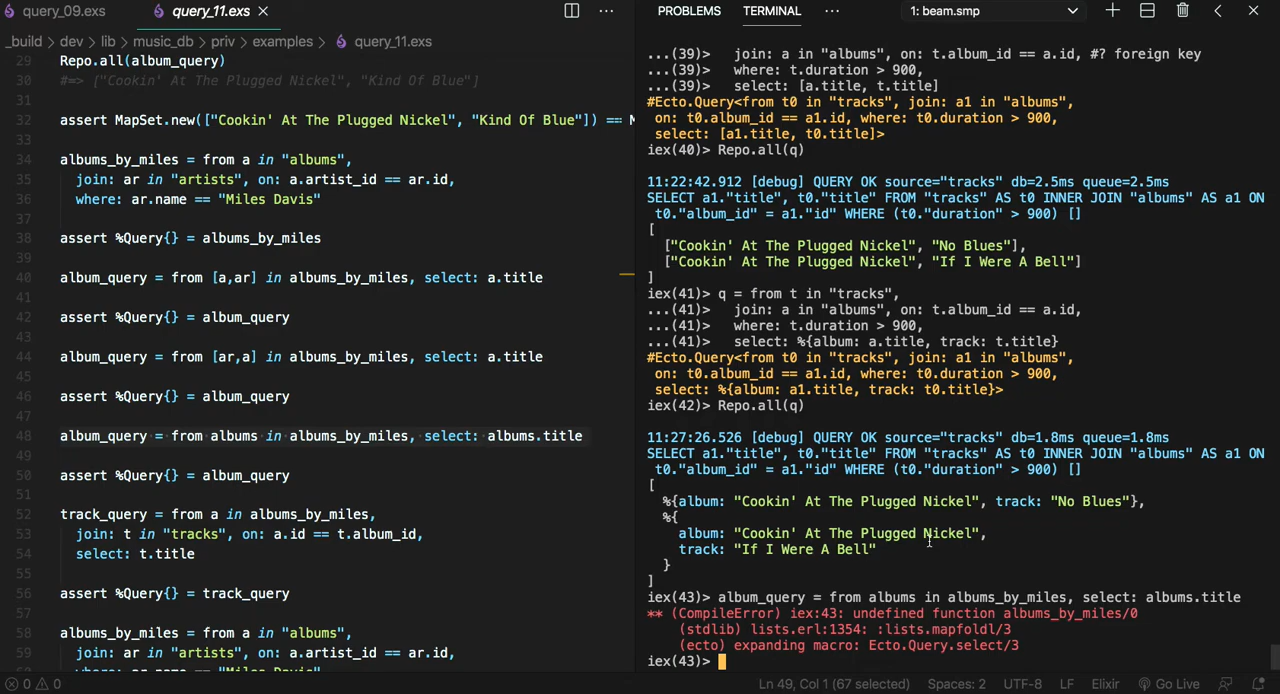 query_09.exs query_11.exs ×
_build > dev > lib > music_db > priv > examples > query_11.exs
29 Repo.all(album_query)
30 #=> ["Cookin' At The Plugged Nickel", "Kind Of Blue"]
31
32 assert MapSet.new(["Cookin' At The Plugged Nickel", "Kind Of Blue"]) == M
33
34 albums_by_miles = from a in "albums",
35 join: ar in "artists", on: a.artist_id == ar.id,
36 where: ar.name == "Miles Davis"
37
38 assert %Query{} = albums_by_miles
39
40 album_query = from [a,ar] in albums_by_miles, select: a.title
41
42 assert %Query{} = album_query
43
44 album_query = from [ar,a] in albums_by_miles, select: a.title
45
46 assert %Query{} = album_query
47
48 album_query = from albums in albums_by_miles, select: albums.title
49
50 assert %Query{} = album_query
51
52 track_query = from a in albums_by_miles,
53 join: t in "tracks", on: a.id == t.album_id,
54 select: t.title
55
56 assert %Query{} = track_query
57
58 albums_by_miles = from a in "albums",
59 join: ar in "artists", on: a.artist_id == ar.id,
where: ar.name == "Miles Davis"
PROBLEMS TERMINAL ··· 1: beam.smp
...(39)> join: a in "albums", on: t.album_id == a.id, #? foreign key
...(39)> where: t.duration > 900,
...(39)> select: [a.title, t.title]
#Ecto.Query<from t0 in "tracks", join: a1 in "albums",
on: t0.album_id == a1.id, where: t0.duration > 900,
select: [a1.title, t0.title]>
iex(40)> Repo.all(q)
11:22:42.912 [debug] QUERY OK source="tracks" db=2.5ms queue=2.5ms
SELECT a1."title", t0."title" FROM "tracks" AS t0 INNER JOIN "albums" AS a1 ON
t0."album_id" = a1."id" WHERE (t0."duration" > 900) []
[
["Cookin' At The Plugged Nickel", "No Blues"],
["Cookin' At The Plugged Nickel", "If I Were A Bell"]
]
iex(41)> q = from t in "tracks",
...(41)> join: a in "albums", on: t.album_id == a.id,
...(41)> where: t.duration > 900,
...(41)> select: %{album: a.title, track: t.title}
#Ecto.Query<from t0 in "tracks", join: a1 in "albums",
on: t0.album_id == a1.id, where: t0.duration > 900,
select: %{album: a1.title, track: t0.title}>
iex(42)> Repo.all(q)
11:27:26.526 [debug] QUERY OK source="tracks" db=1.8ms queue=1.8ms
SELECT a1."title", t0."title" FROM "tracks" AS t0 INNER JOIN "albums" AS a1 ON
t0."album_id" = a1."id" WHERE (t0."duration" > 900) []
[
%{album: "Cookin' At The Plugged Nickel", track: "No Blues"},
%{
album: "Cookin' At The Plugged Nickel",
track: "If I Were A Bell"
}
]
iex(43)> album_query = from albums in albums_by_miles, select: albums.title
** (CompileError) iex:43: undefined function albums_by_miles/0
(stdlib) lists.erl:1354: :lists.mapfoldl/3
(ecto) expanding macro: Ecto.Query.select/3
iex(43)>
0 0 Ln 49, Col 1 (67 selected) Spaces: 2 UTF-8 LF Elixir Go Live